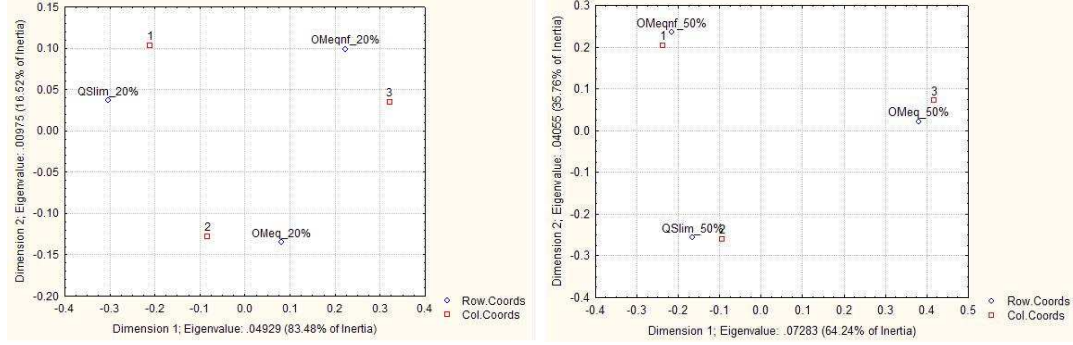 0.15
0.10
0.05
0.00
-0.05
-0.10
-0.15
-0.20
Dimension 2; Eigenvalue: .00975 (16.52% of Inertia)
1
OMeqnf_20%
QSlim_20%
3
2
OMeq_20%
-0.4 -0.3 -0.2 -0.1 0.0 0.1 0.2 0.3 0.4
Dimension 1; Eigenvalue: .04929 (83.48% of Inertia)
Row.Coords
Col.Coords
0.3
0.2
0.1
0.0
-0.1
-0.2
-0.3
-0.4
Dimension 2; Eigenvalue: .04055 (35.76% of Inertia)
OMeqnf_50%
1
3
OMeq_50%
QSlim_50%
2
-0.4 -0.3 -0.2 -0.1 0.0 0.1 0.2 0.3 0.4 0.5
Dimension 1; Eigenvalue: .07283 (64.24% of Inertia)
Row.Coords
Col.Coords